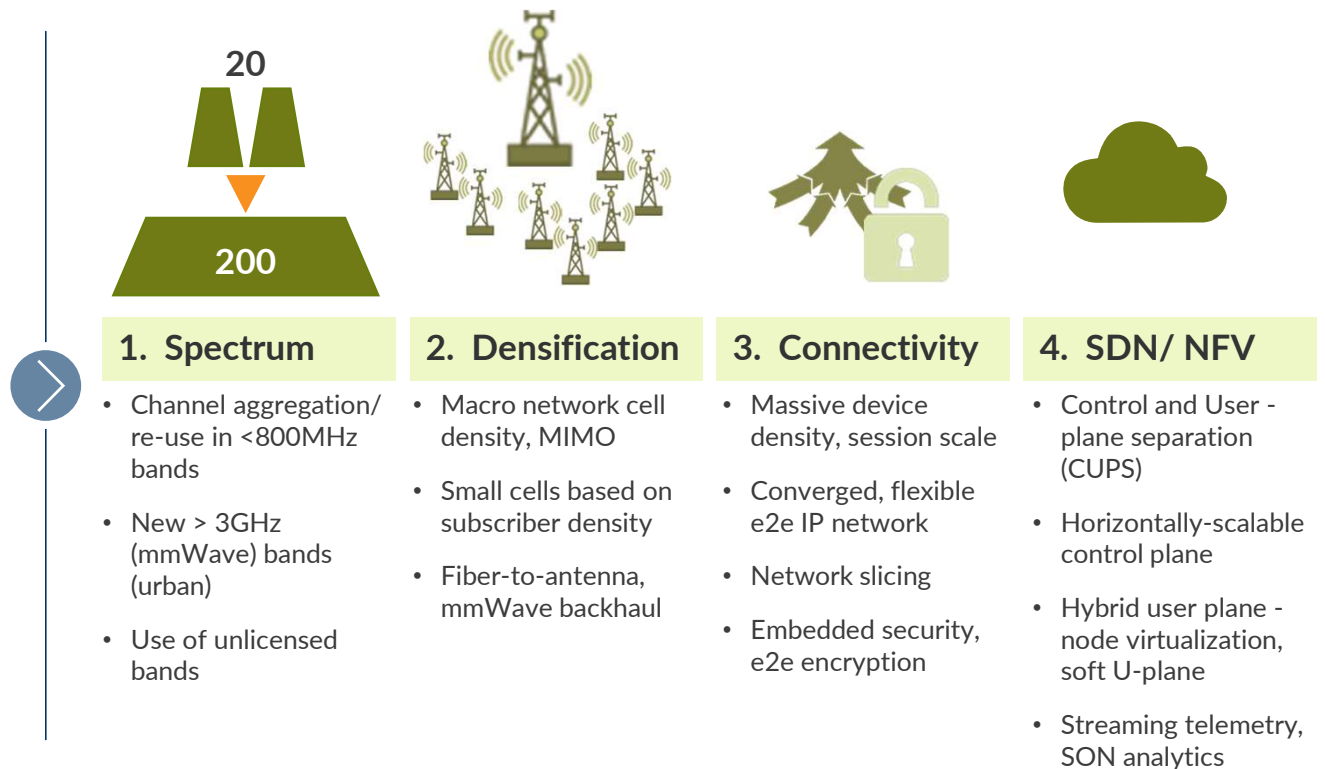 20
200
1. Spectrum
• Channel aggregation/
re-use in <800MHz
bands
• New > 3GHz
(mmWave) bands
(urban)
• Use of unlicensed
bands
2. Densification
• Macro network cell
density, MIMO
• Small cells based on
subscriber density
• Fiber-to-antenna,
mmWave backhaul
3. Connectivity
• Massive device
density, session scale
• Converged, flexible
e2e IP network
• Network slicing
• Embedded security,
e2e encryption
4. SDN/ NFV
• Control and User -
plane separation
(CUPS)
• Horizontally-scalable
control plane
• Hybrid user plane -
node virtualization,
soft U-plane
• Streaming telemetry,
SON analytics